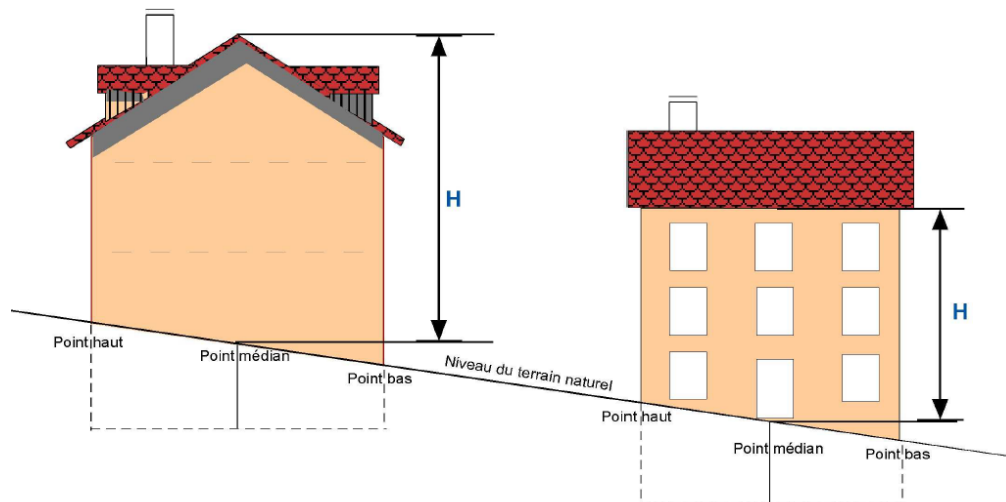 H
Point haut
Point médian
Point bas
Niveau du terrain naturel
H
Point haut
Point médian
Point bas